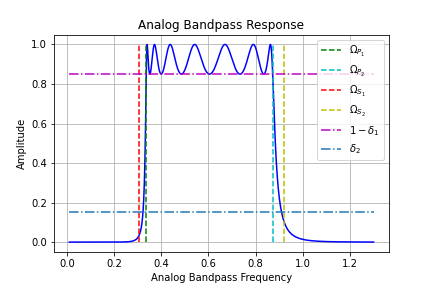 Analog Bandpass Response
Amplitude
1.0
0.8
0.6
0.4
0.2
0.0
0.0 0.2 0.4 0.6 0.8 1.0 1.2
Analog Bandpass Frequency
Ω_{P_1}
Ω_{P_2}
Ω_{S_1}
Ω_{S_2}
1 − δ_1
δ_2